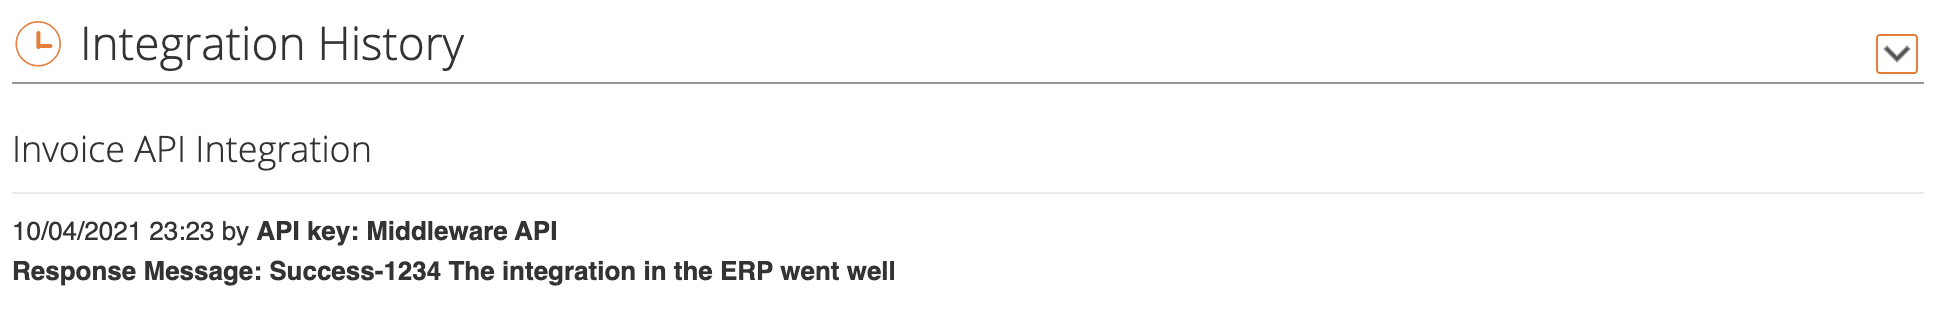 Integration History
Invoice API Integration
10/04/2021 23:23 by API key: Middleware API
Response Message: Success-1234 The integration in the ERP went well